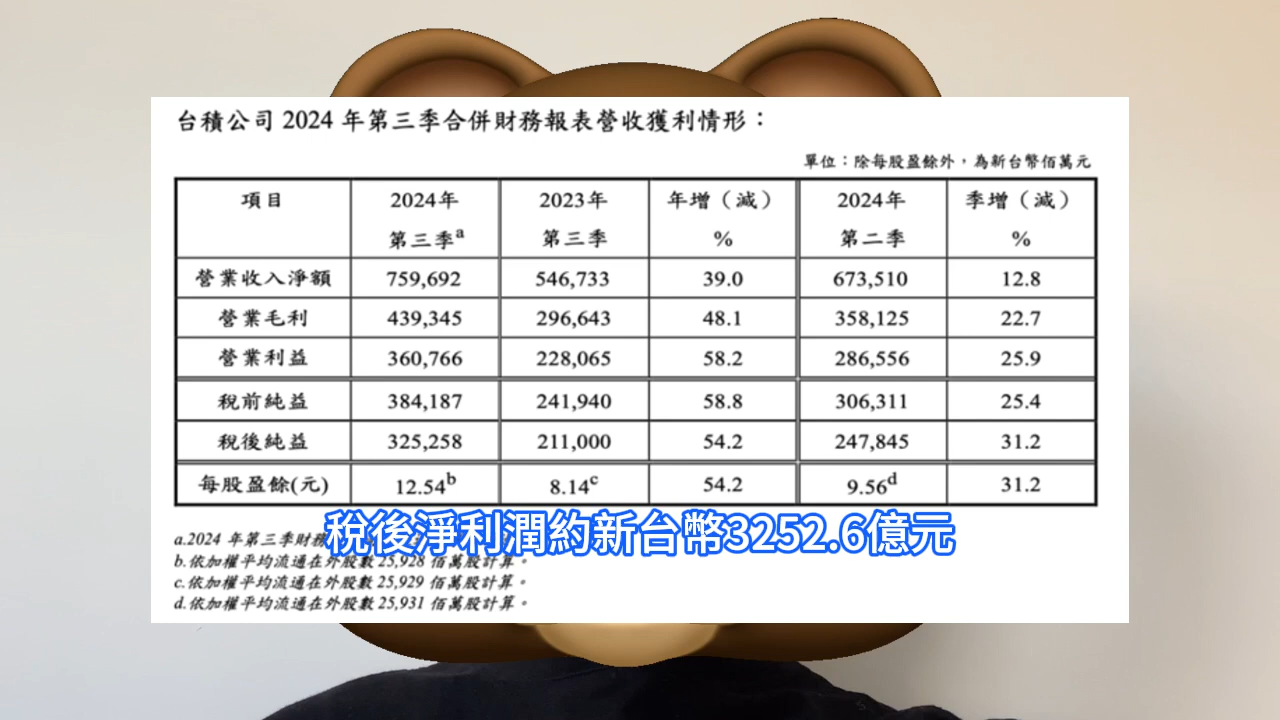 台積公司 2024 年第三季合併財務報表營收獲利情形：
單位：除每股盈餘外，為新台幣佰萬元
項目 2024年 第三季a 2023年 第三季 年增（減） % 2024年 第二季 季增（減） %
營業收入淨額 759,692 546,733 39.0 673,510 12.8
營業毛利 439,345 296,643 48.1 358,125 22.7
營業利益 360,766 228,065 58.2 286,556 25.9
稅前純益 384,187 241,940 58.8 306,311 25.4
稅後純益 325,258 211,000 54.2 247,845 31.2
每股盈餘(元) 12.54b 8.14c 54.2 9.56d 31.2
稅後淨利潤約新台幣3252.6億元
a.2024 年第三季財務
b.依加權平均流通在外股數 25,928 佰萬股計算。
c.依加權平均流通在外股數 25,929 佰萬股計算。
d.依加權平均流通在外股數 25,931 佰萬股計算。